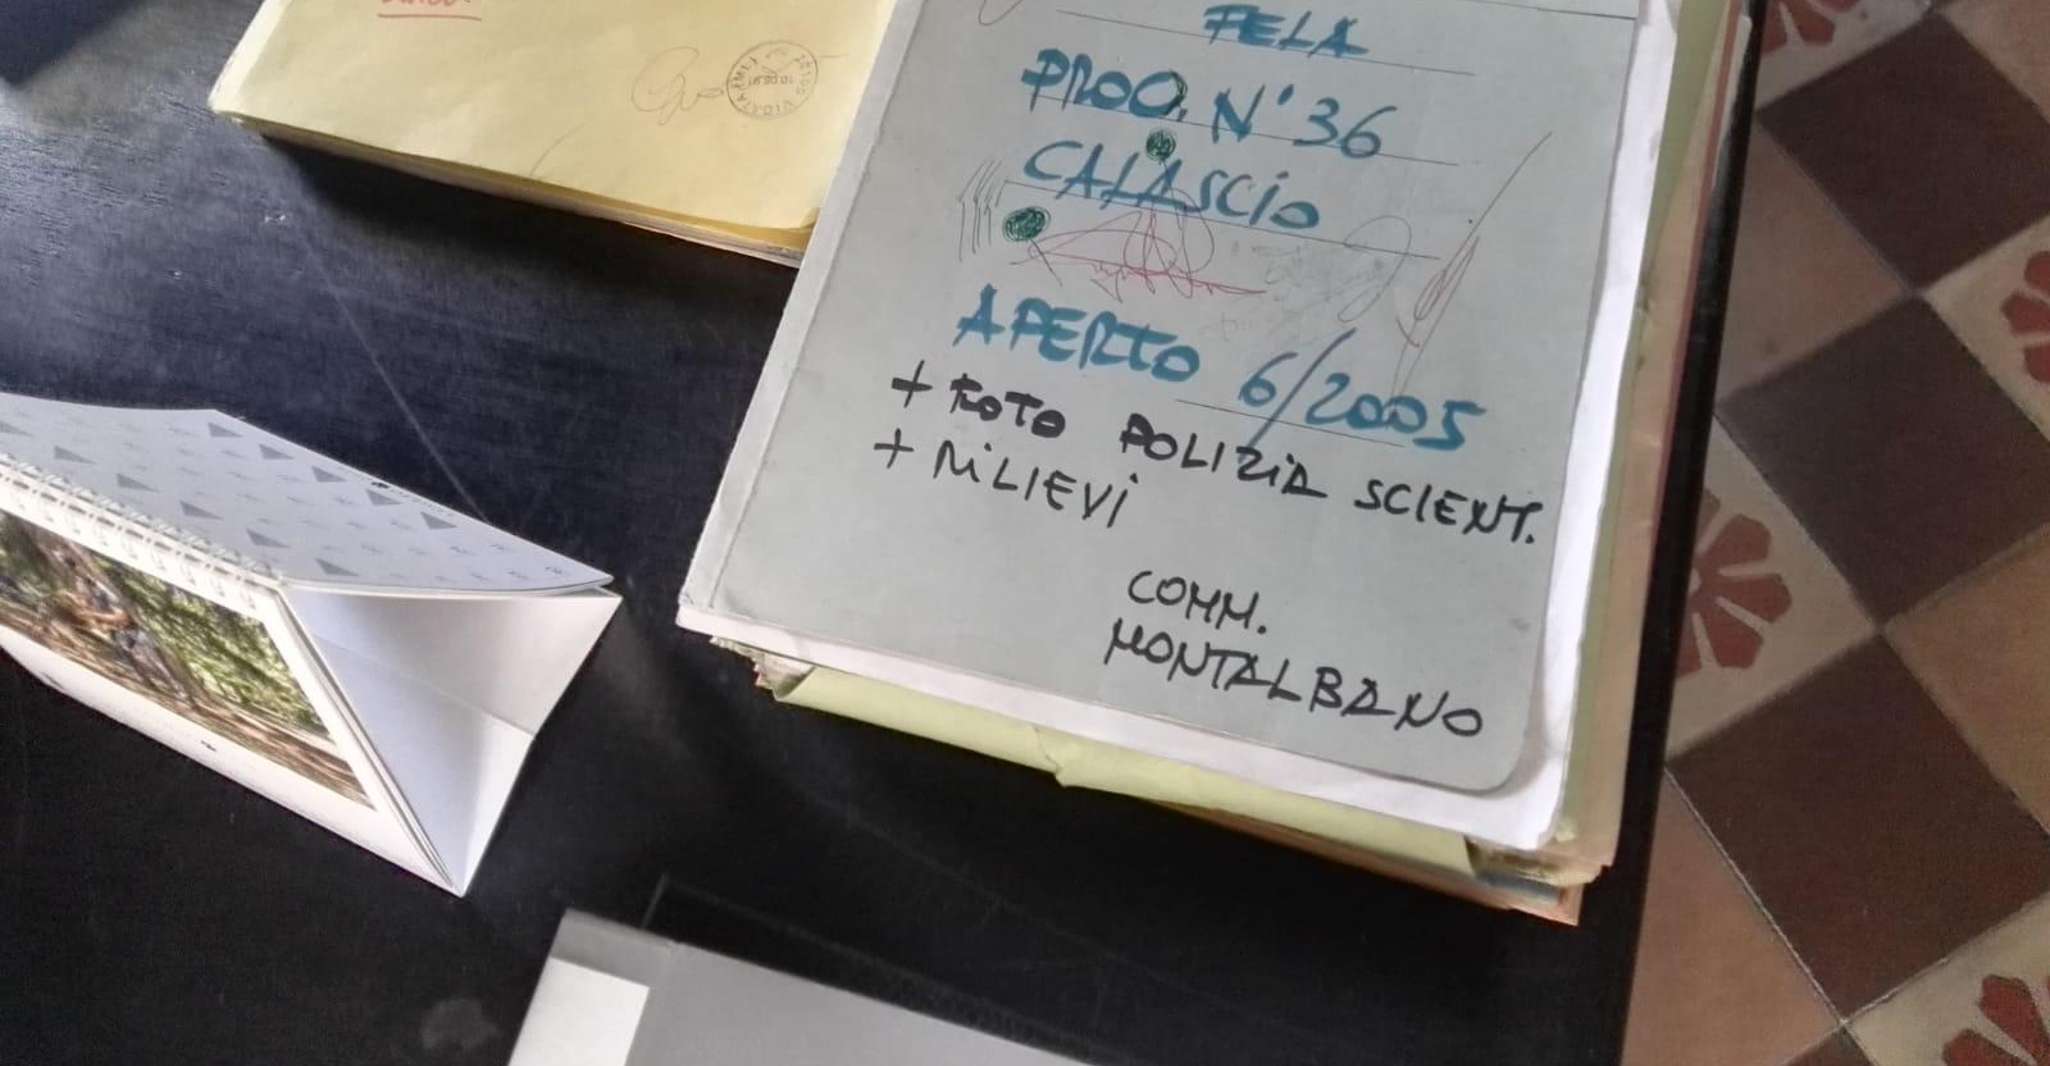 FELA
PROC. N° 36
CALASCIO
APERTO 6/2005
+ FOTO POLIZIA SCIENT.
+ RILIEVI
COMM.
MONTALBANO